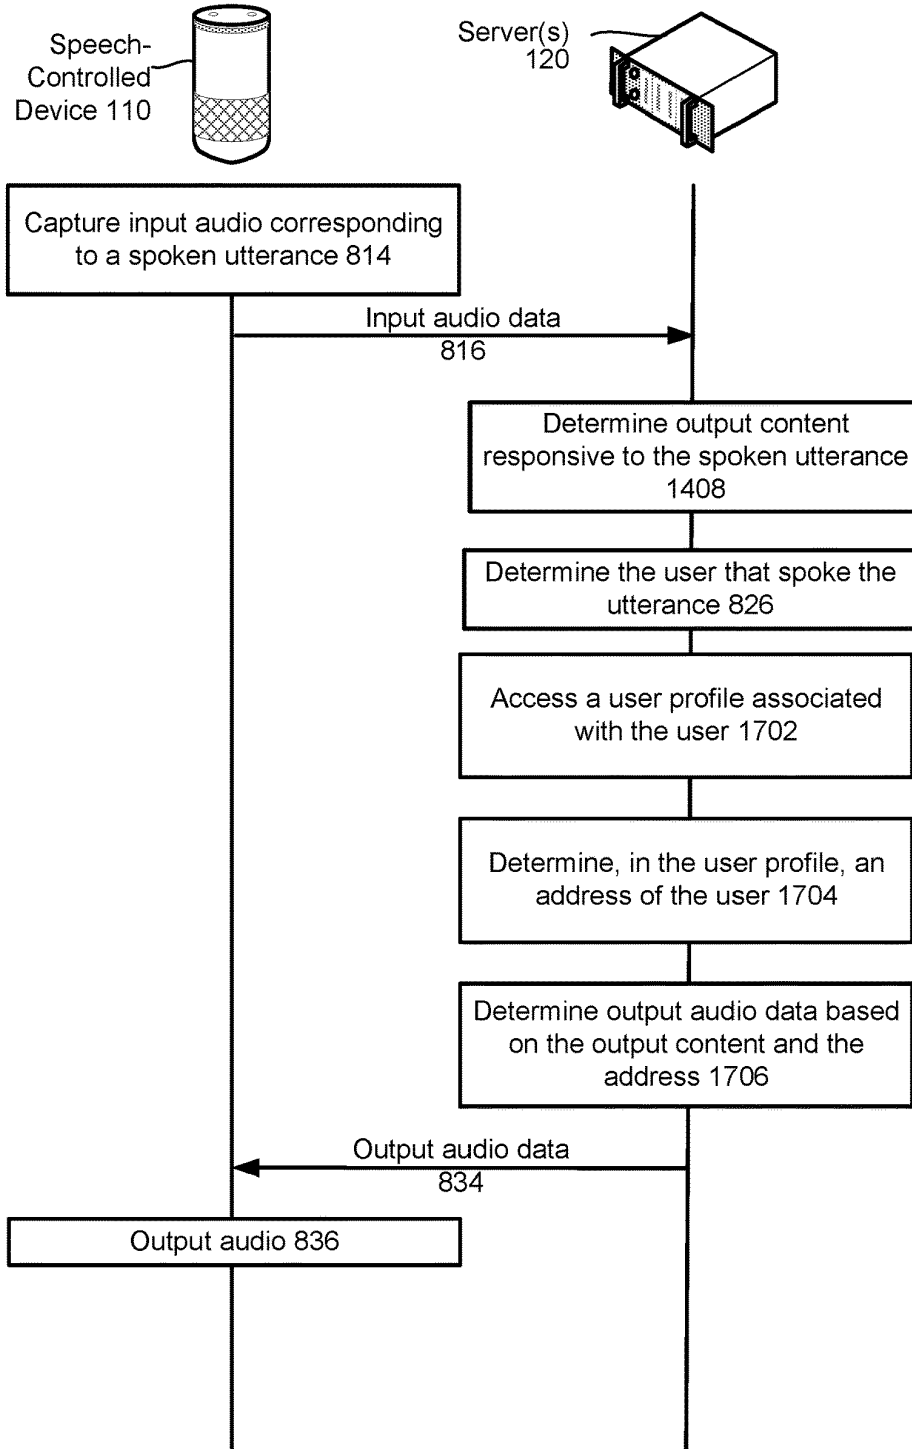 Speech-
Controlled
Device 110
Server(s)
120
Capture input audio corresponding
to a spoken utterance 814
Input audio data
816
Determine output content
responsive to the spoken utterance
1408
Determine the user that spoke the
utterance 826
Access a user profile associated
with the user 1702
Determine, in the user profile, an
address of the user 1704
Determine output audio data based
on the output content and the
address 1706
Output audio data
834
Output audio 836